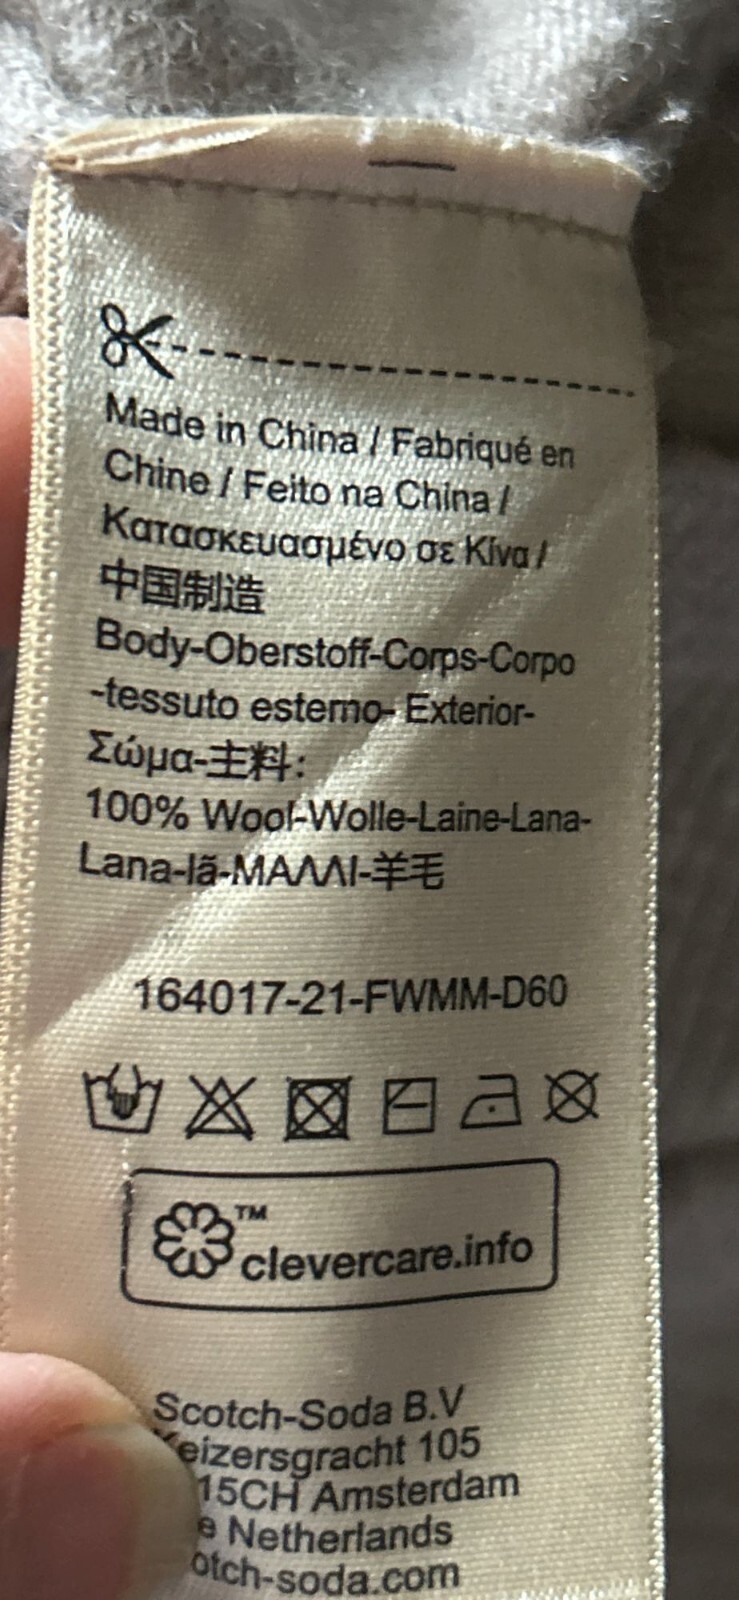 Made in China / Fabriqué en
Chine / Feito na China /
Κατασκευασμένο σε Κίνα /
中国制造
Body-Oberstoff-Corps-Corpo
-tessuto esterno- Exterior-
Σώμα-主料:
100% Wool-Wolle-Laine-Lana-
Lana-lã-ΜΑΛΛΙ-羊毛
164017-21-FWMM-D60
™
clevercare.info
Scotch-Soda B.V
eizersgracht 105
15CH Amsterdam
e Netherlands
otch-soda.com